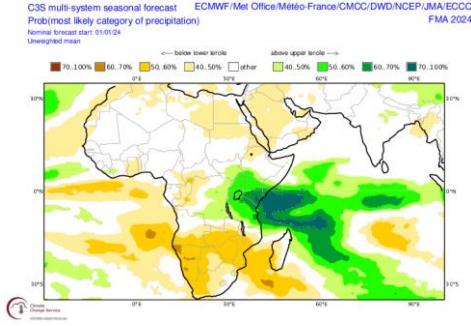 C3S multi-system seasonal forecast ECMWF/Met Office/Météo-France/CMCC/DWD/NCEP/JMA/ECCC
Prob(most likely category of precipitation) FMA 2024
Nominal forecast start: 01/01/24
Unweighted mean
<-- below lower tercile above upper tercile -->
70..100% 60..70% 50..60% 40..50% other 40..50% 50..60% 60..70% 70..100%
0°E 30°E 60°E 90°E
30°N 30°N
0°N 0°N
30°S 30°S
0°E 30°E 60°E 90°E
Climate
Change Service